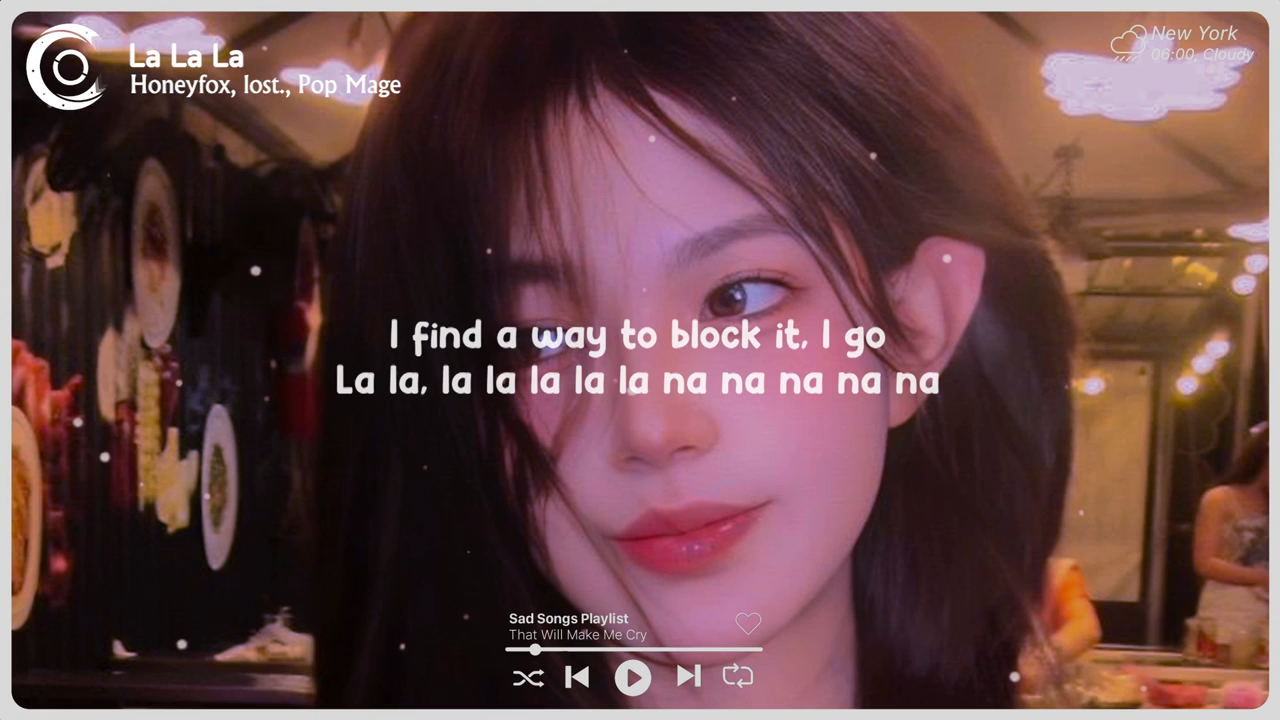 La La La
Honeyfox, lost., Pop Mage
New York
06:00, Cloudy
I find a way to block it, I go
La la, la la la la la na na na na na
Sad Songs Playlist
That Will Make Me Cry